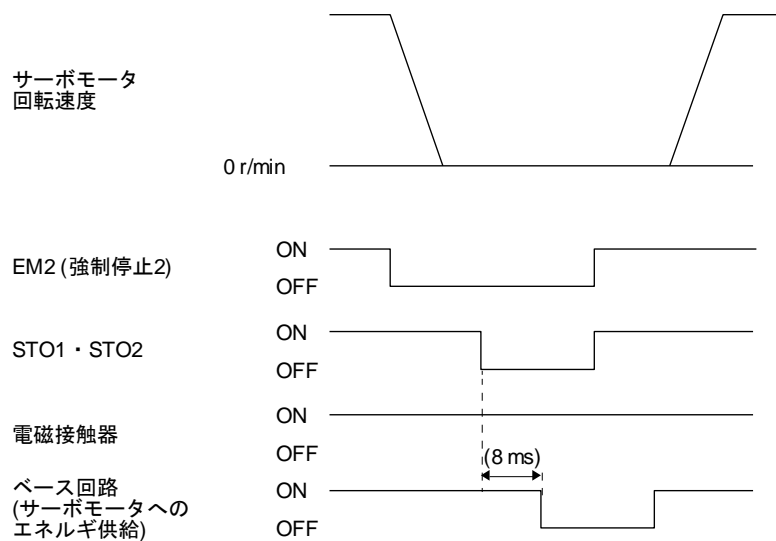 サーボモータ
回転速度
0 r/min
EM2 (強制停止2)
ON
OFF
STO1・STO2
ON
OFF
電磁接触器
ON
OFF
(8 ms)
ベース回路
(サーボモータへの
エネルギ供給)
ON
OFF